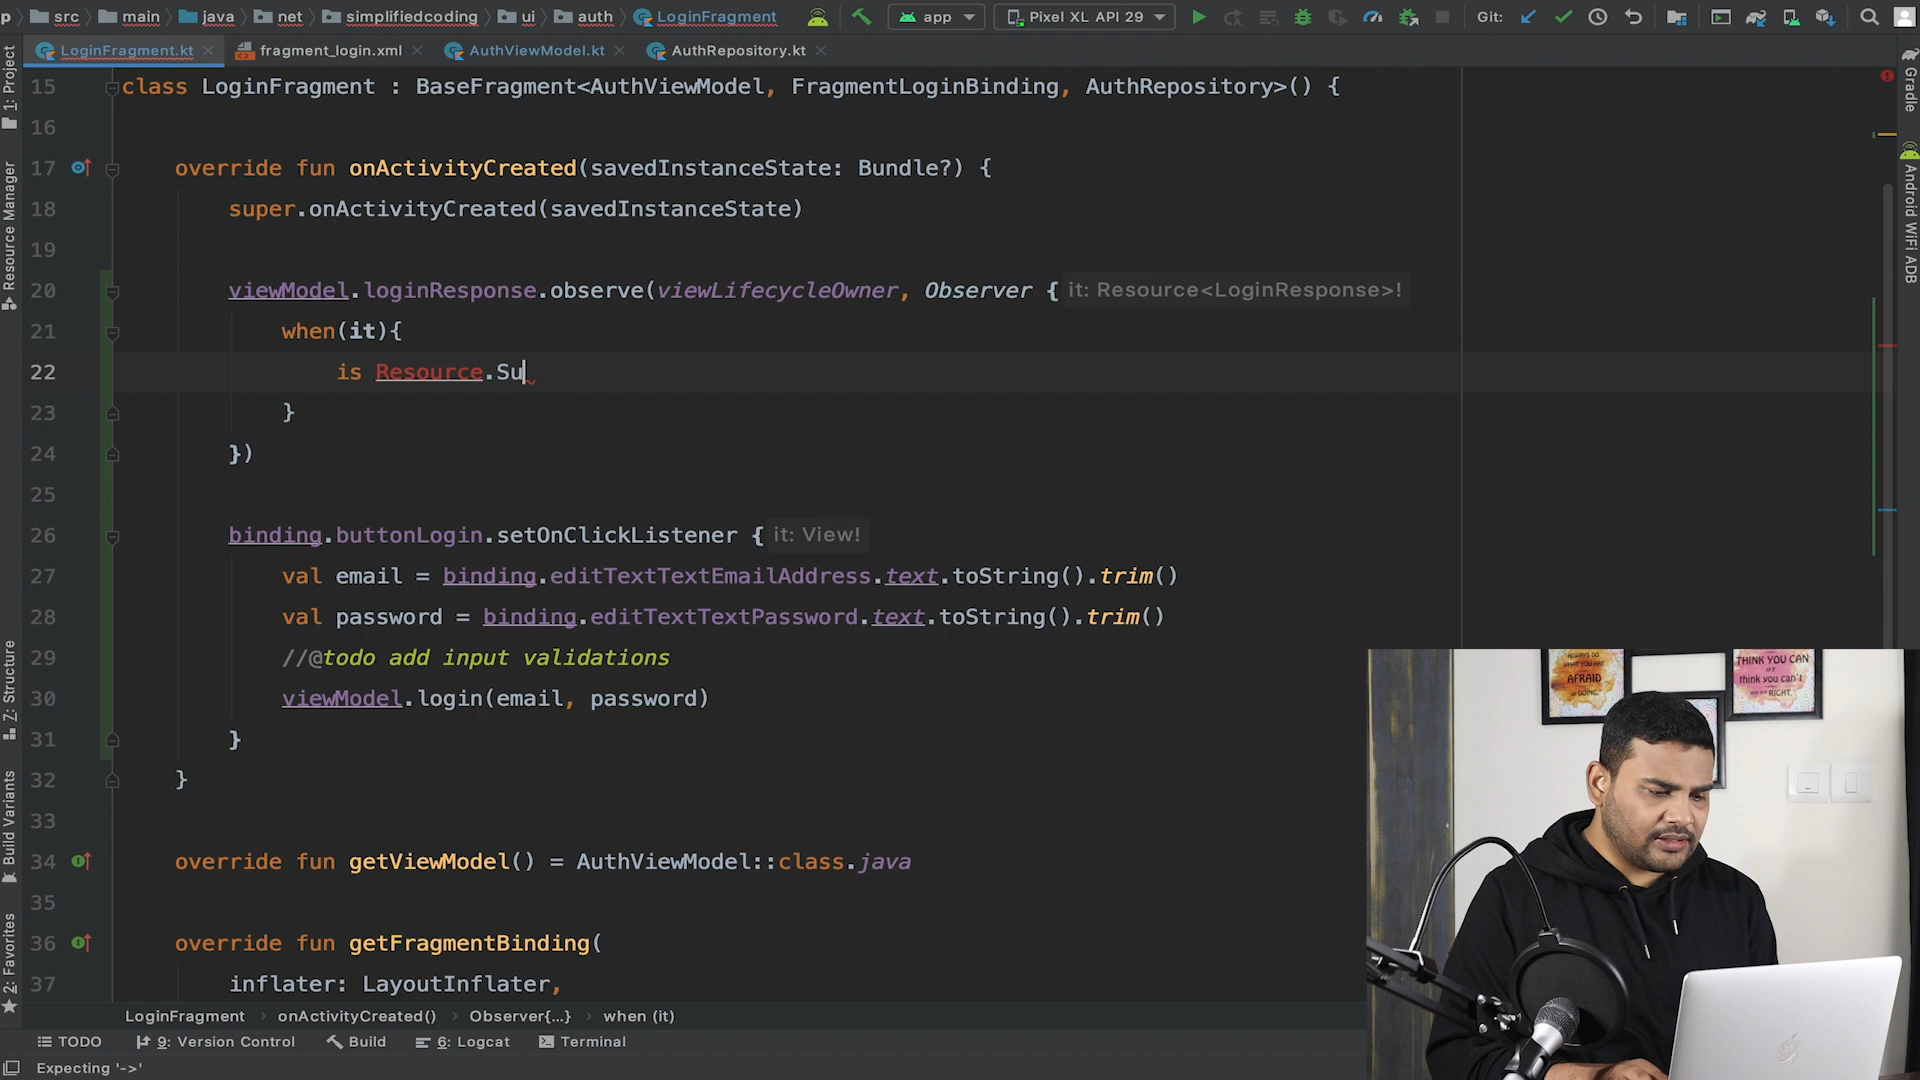 p src main java net simplifiedcoding ui auth LoginFragment app Pixel XL API 29 Git:
LoginFragment.kt fragment_login.xml AuthViewModel.kt AuthRepository.kt
1: Project
Resource Manager
Z: Structure
Build Variants
2: Favorites
15 class LoginFragment : BaseFragment<AuthViewModel, FragmentLoginBinding, AuthRepository>() {
16
17 override fun onActivityCreated(savedInstanceState: Bundle?) {
18 super.onActivityCreated(savedInstanceState)
19
20 viewModel.loginResponse.observe(viewLifecycleOwner, Observer { it: Resource<LoginResponse>!
21 when(it){
22 is Resource.Su
23 }
24 })
25
26 binding.buttonLogin.setOnClickListener { it: View!
27 val email = binding.editTextTextEmailAddress.text.toString().trim()
28 val password = binding.editTextTextPassword.text.toString().trim()
29 //@todo add input validations
30 viewModel.login(email, password)
31 }
32 }
33
34 override fun getViewModel() = AuthViewModel::class.java
35
36 override fun getFragmentBinding(
37 inflater: LayoutInflater,
Gradle
Android WiFi ADB
ALWAYS DO
WHAT YOU ARE
AFRAID
OF GOING.
THINK YOU CAN
think you can't
RIGHT.
LoginFragment onActivityCreated() Observer{...} when (it)
TODO 9: Version Control Build 6: Logcat Terminal
Expecting '->'